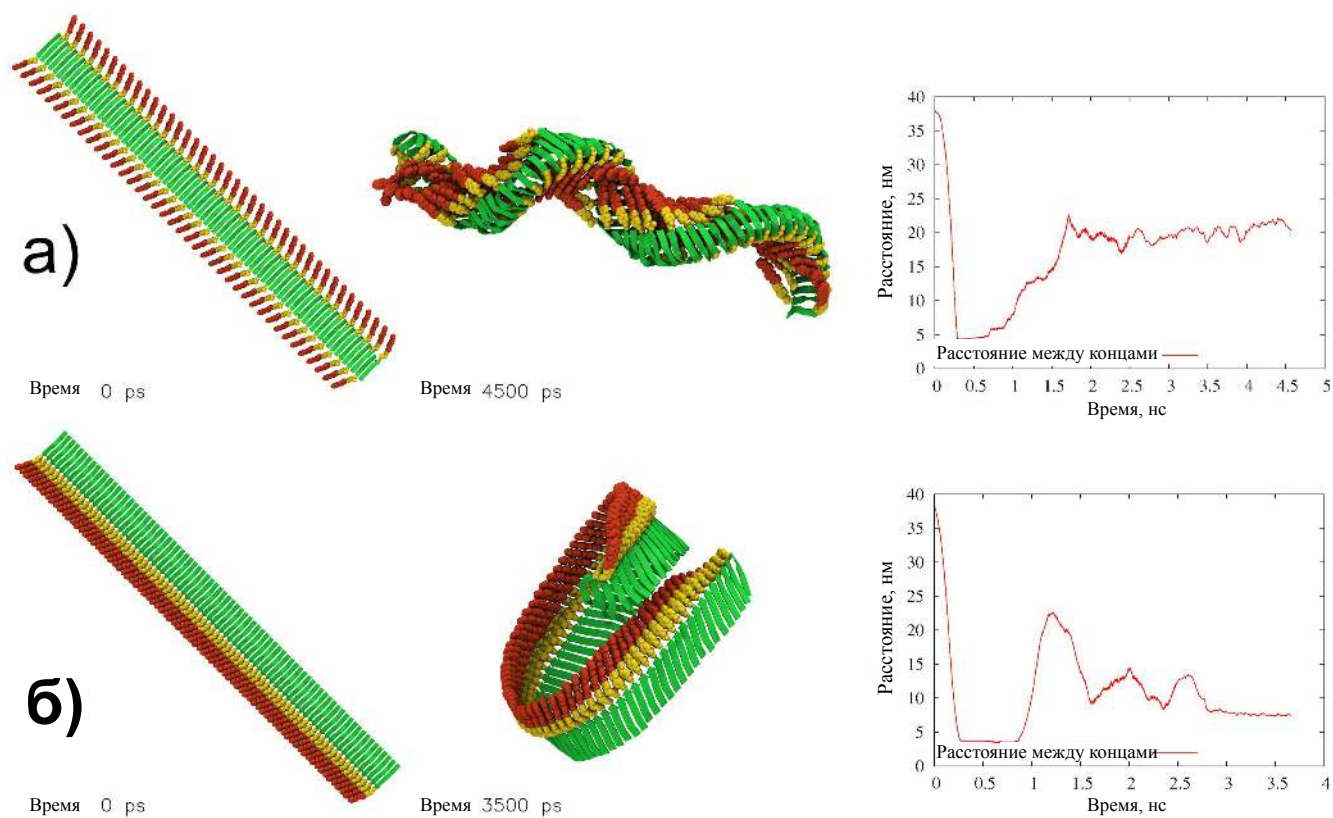 а)
Время 0 ps
Время 4500 ps
Расстояние, нм
40
35
30
25
20
15
10
5
0
Расстояние между концами
0 0.5 1 1.5 2 2.5 3 3.5 4 4.5 5
Время, нс
б)
Время 0 ps
Время 3500 ps
Расстояние, нм
40
35
30
25
20
15
10
5
0
Расстояние между концами
0 0.5 1 1.5 2 2.5 3 3.5 4
Время, нс